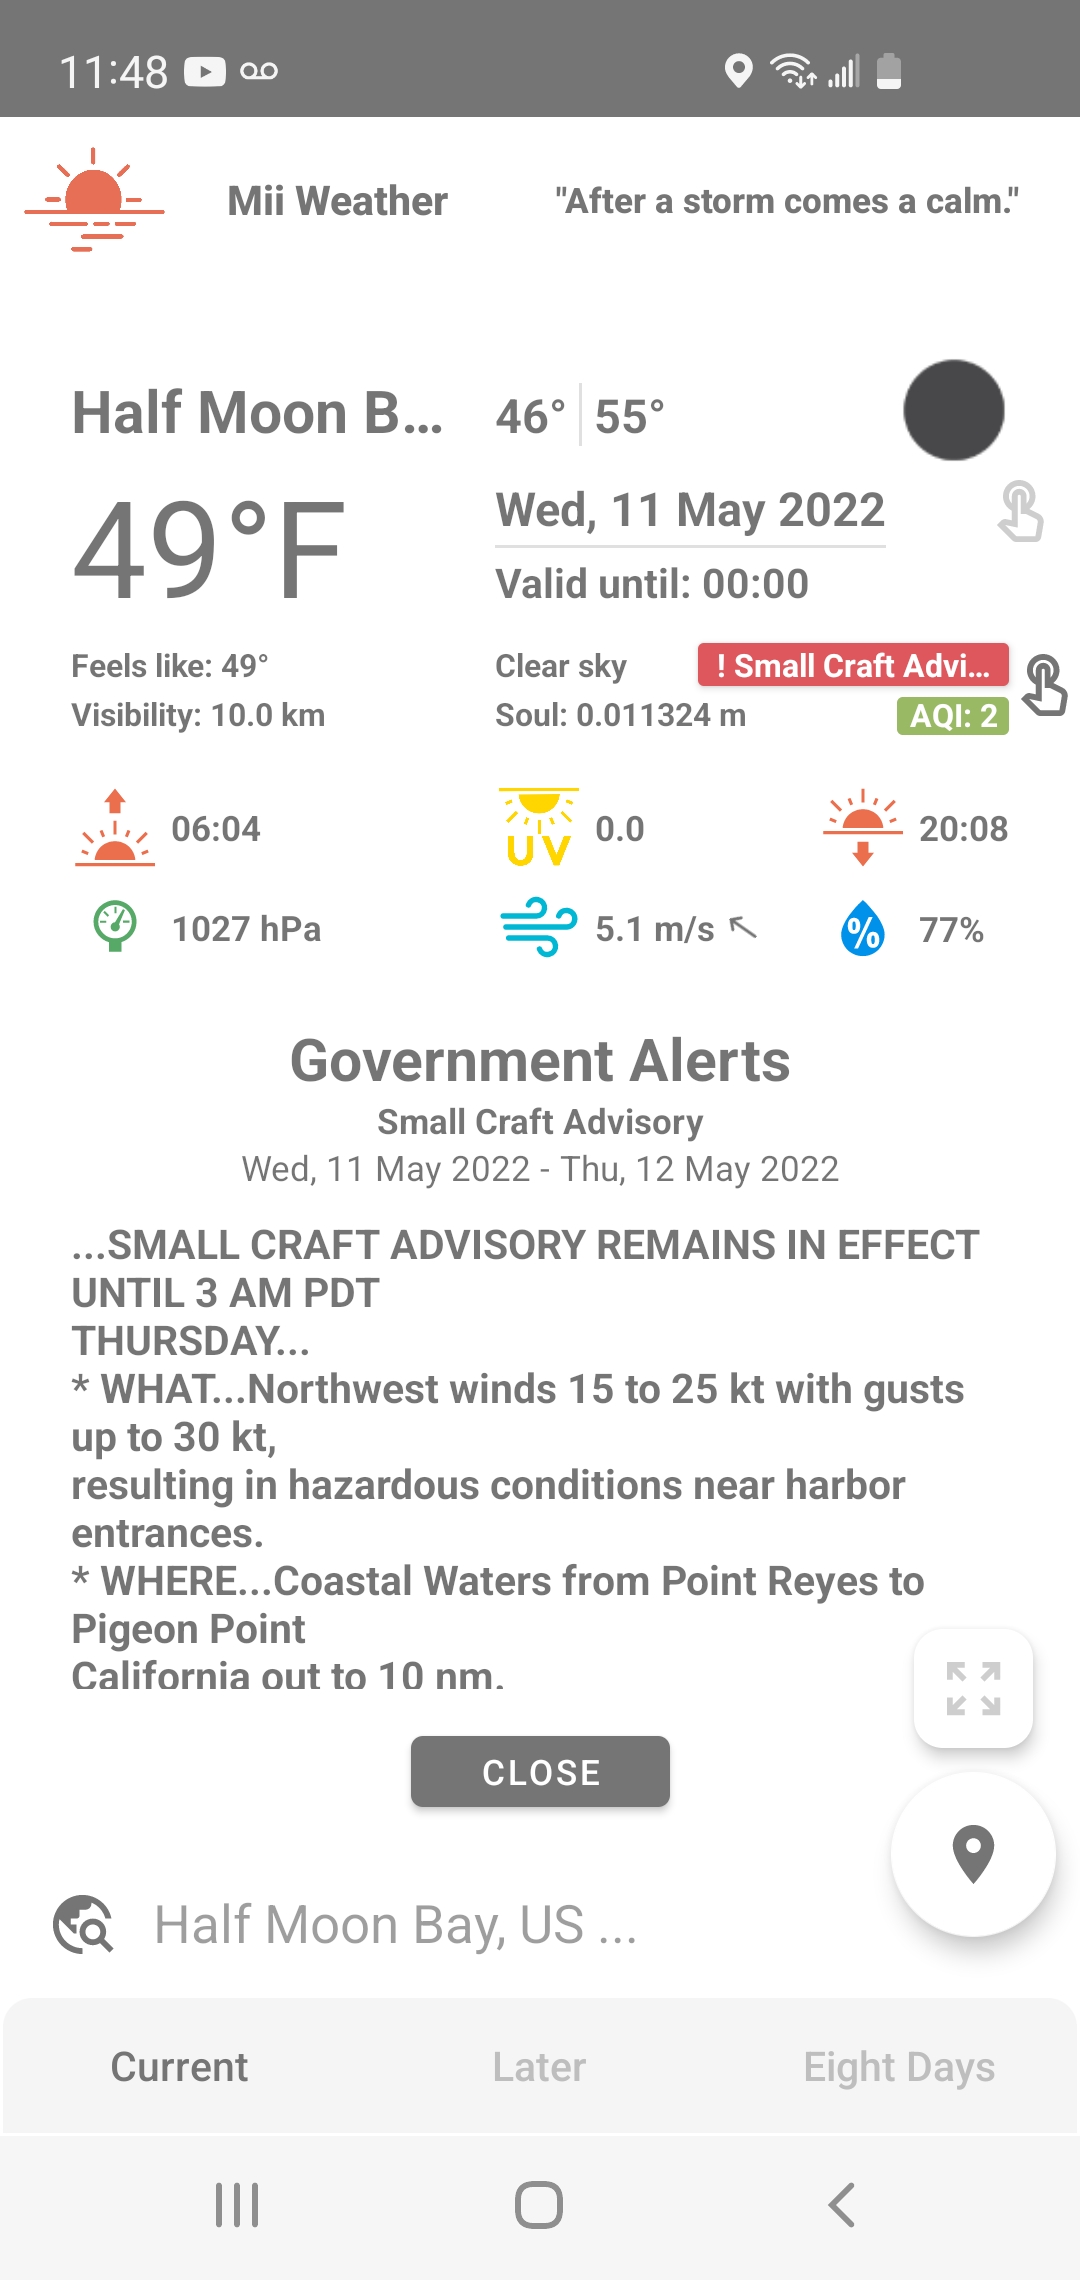 11:48
Mii Weather
"After a storm comes a calm."
Half Moon B...
46° 55°
49°F
Wed, 11 May 2022
Valid until: 00:00
Feels like: 49°
Clear sky
! Small Craft Advi...
Visibility: 10.0 km
Soul: 0.011324 m
AQI: 2
06:04
UV
0.0
20:08
1027 hPa
5.1 m/s
%
77%
Government Alerts
Small Craft Advisory
Wed, 11 May 2022 - Thu, 12 May 2022
...SMALL CRAFT ADVISORY REMAINS IN EFFECT
UNTIL 3 AM PDT
THURSDAY...
* WHAT...Northwest winds 15 to 25 kt with gusts
up to 30 kt,
resulting in hazardous conditions near harbor
entrances.
* WHERE...Coastal Waters from Point Reyes to
Pigeon Point
California out to 10 nm.
CLOSE
Half Moon Bay, US ...
Current
Later
Eight Days